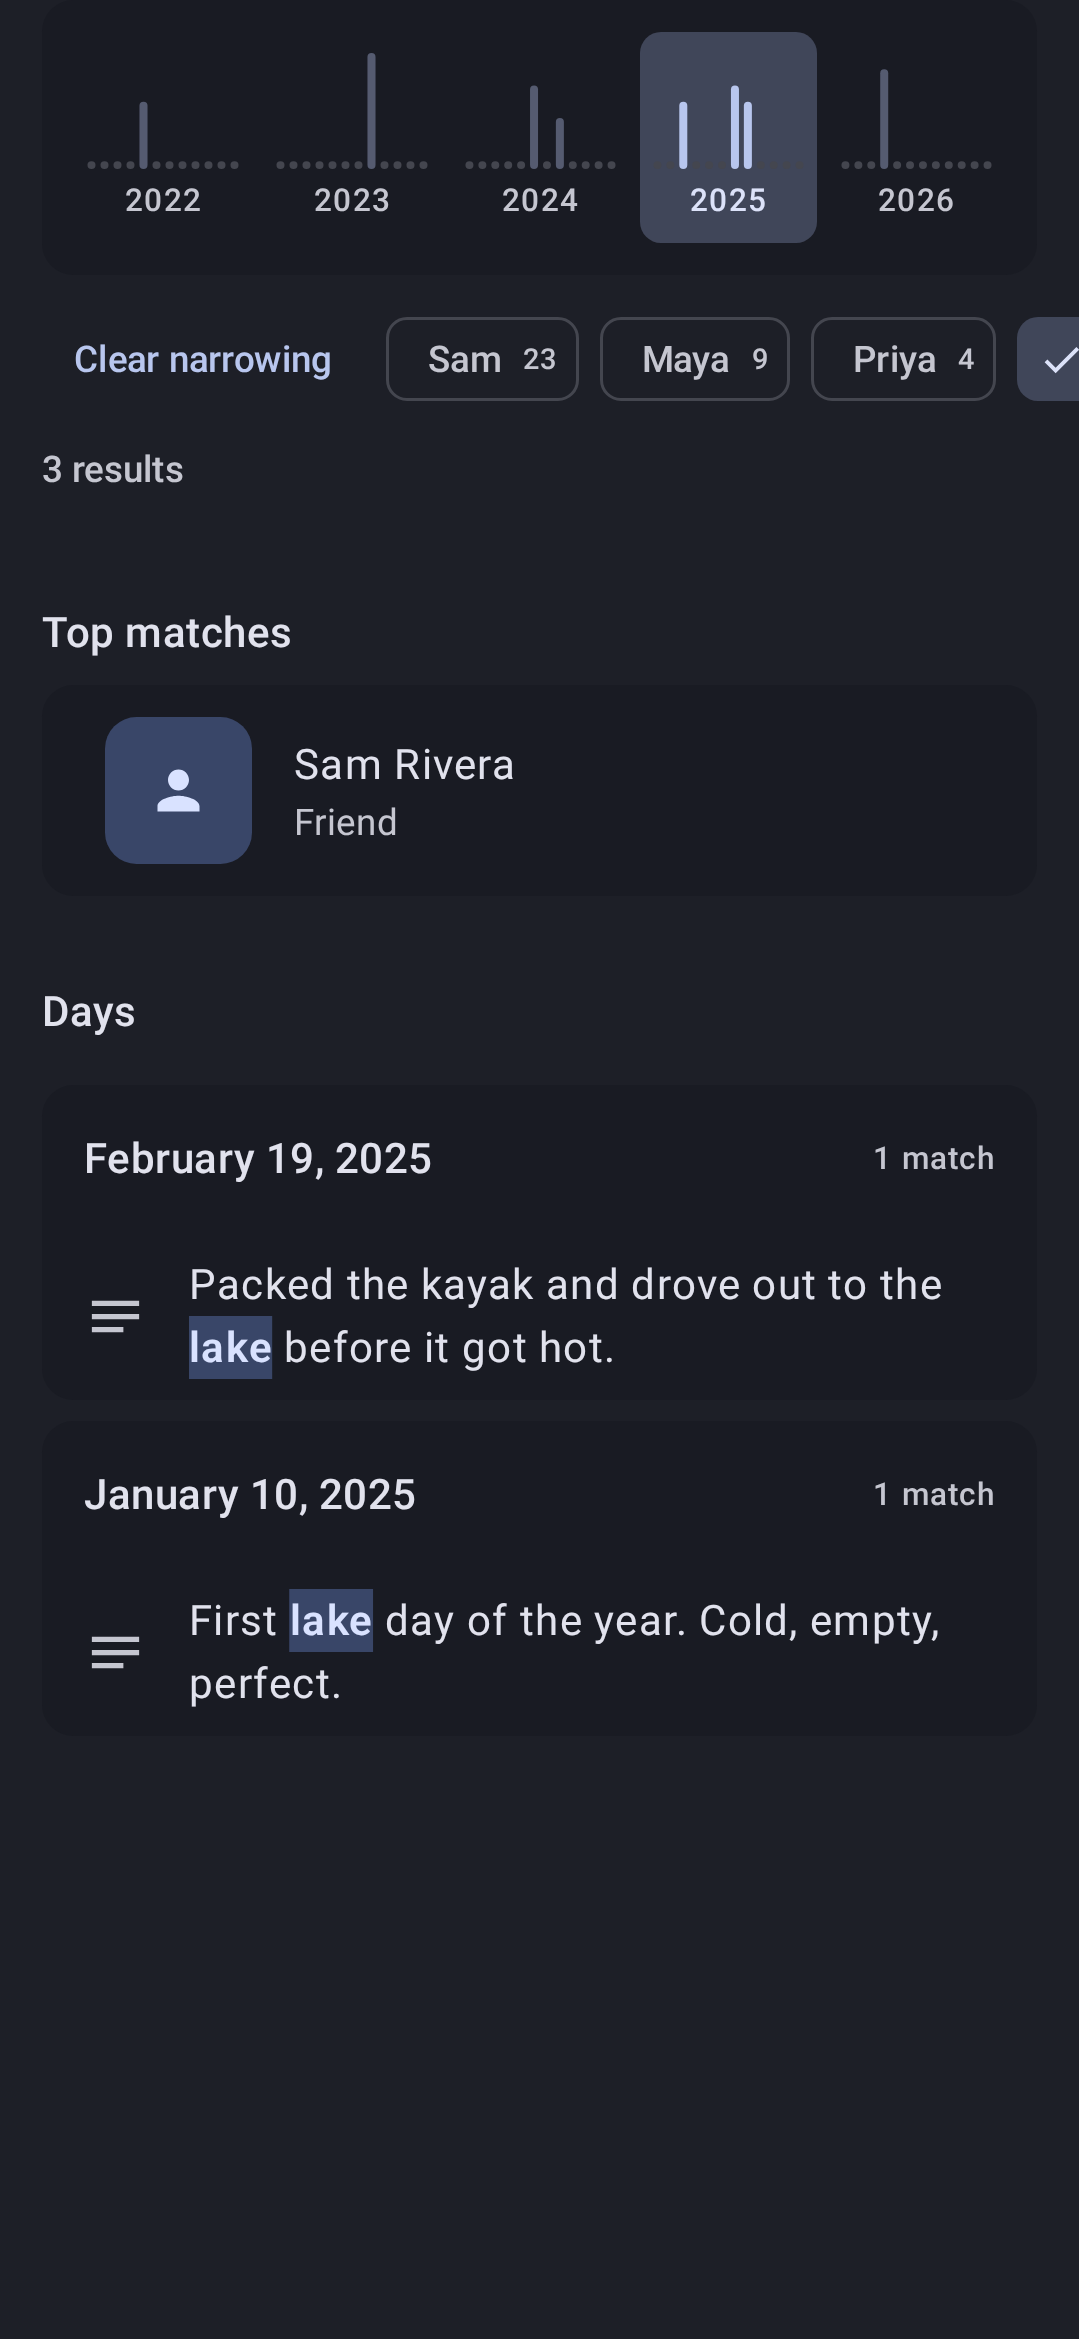 2022
2023
2024
2025
2026
Clear narrowing
Sam 23
Maya 9
Priya 4
3 results
Top matches
Sam Rivera
Friend
Days
February 19, 2025
1 match
Packed the kayak and drove out to the
lake before it got hot.
January 10, 2025
1 match
First lake day of the year. Cold, empty,
perfect.